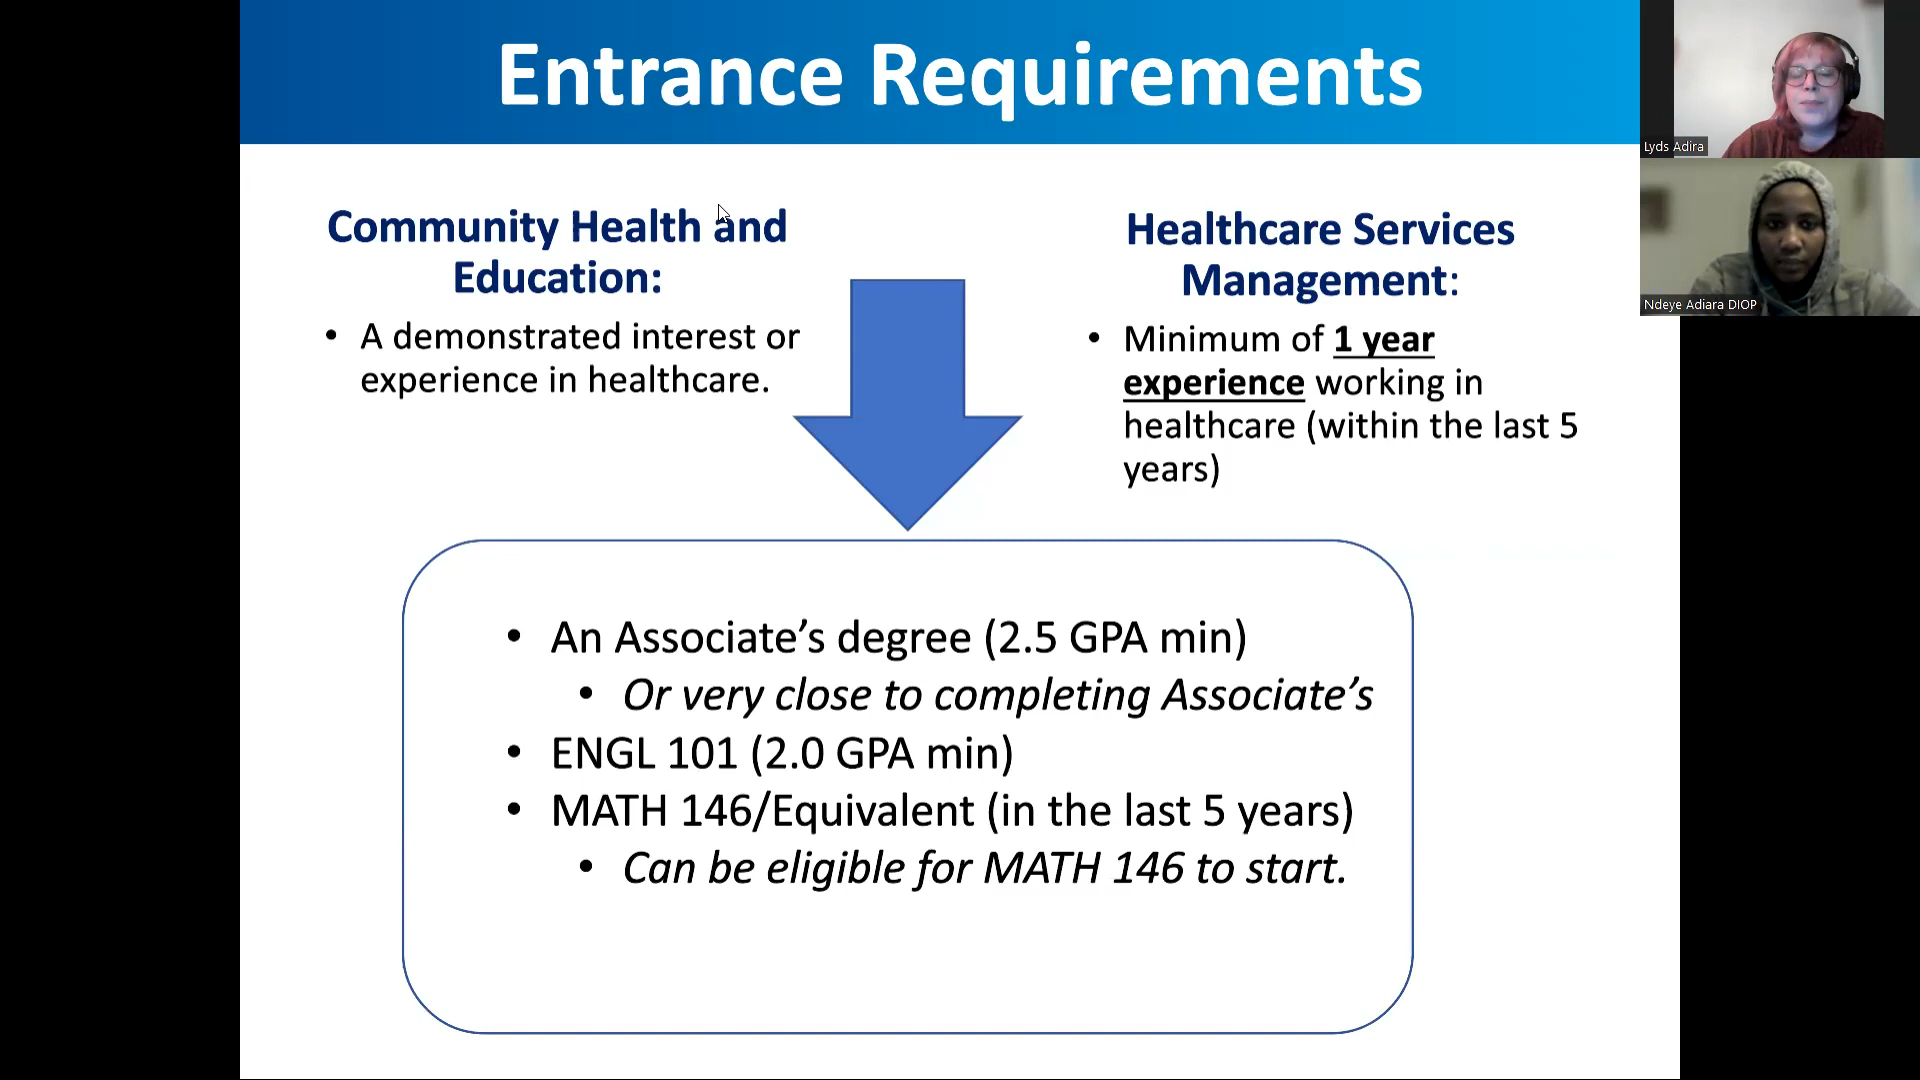 Entrance Requirements
Lyds Adira
Ndeye Adiara DIOP
Community Health and
Education:
• A demonstrated interest or
experience in healthcare.
Healthcare Services
Management:
• Minimum of 1 year
experience working in
healthcare (within the last 5
years)
• An Associate’s degree (2.5 GPA min)
• Or very close to completing Associate’s
• ENGL 101 (2.0 GPA min)
• MATH 146/Equivalent (in the last 5 years)
• Can be eligible for MATH 146 to start.